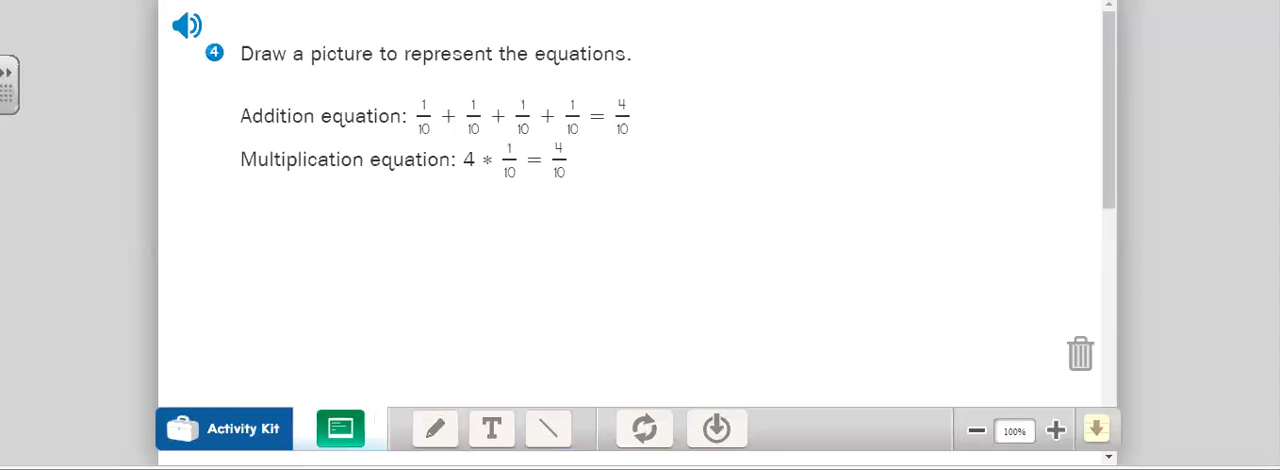 4 Draw a picture to represent the equations.
Addition equation: 1/10 + 1/10 + 1/10 + 1/10 = 4/10
Multiplication equation: 4 * 1/10 = 4/10
Activity Kit T 100%